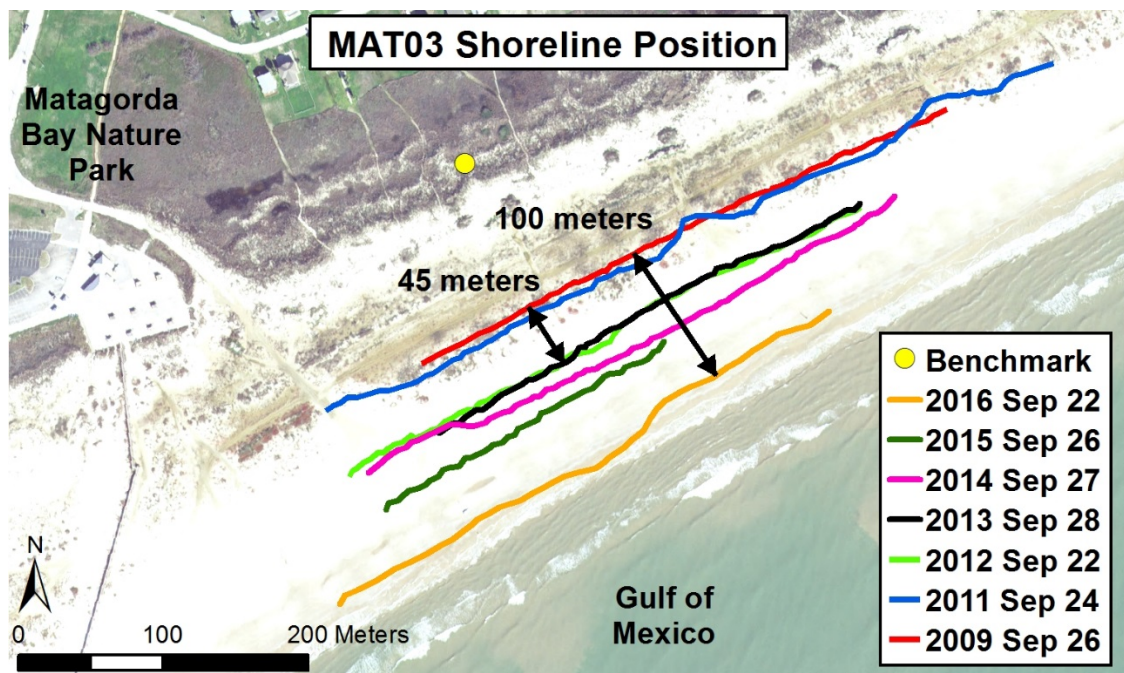 MAT03 Shoreline Position
Matagorda
Bay Nature
Park
100 meters
45 meters
Benchmark
2016 Sep 22
2015 Sep 26
2014 Sep 27
2013 Sep 28
2012 Sep 22
2011 Sep 24
2009 Sep 26
Gulf of
Mexico
N
0 100 200 Meters